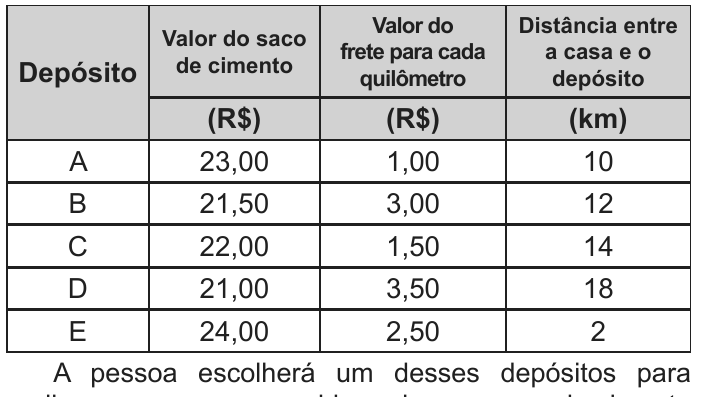 Depósito
Valor do saco
de cimento
Valor do
frete para cada
quilômetro
Distância entre
a casa e o
depósito
(R$) (R$) (km)
A 23,00 1,00 10
B 21,50 3,00 12
C 22,00 1,50 14
D 21,00 3,50 18
E 24,00 2,50 2
A pessoa escolherá um desses depósitos para